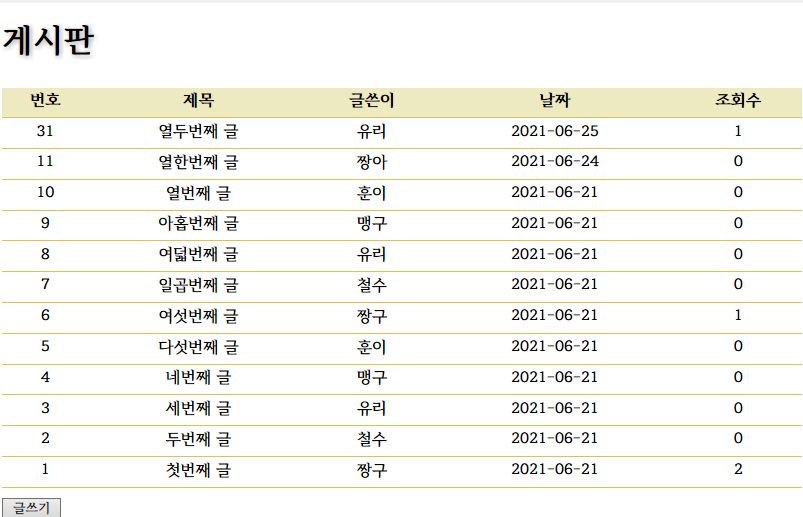 게시판
번호 제목 글쓴이 날짜 조회수
31 열두번째 글 유리 2021-06-25 1
11 열한번째 글 짱아 2021-06-24 0
10 열번째 글 훈이 2021-06-21 0
9 아홉번째 글 맹구 2021-06-21 0
8 여덟번째 글 유리 2021-06-21 0
7 일곱번째 글 철수 2021-06-21 0
6 여섯번째 글 짱구 2021-06-21 1
5 다섯번째 글 훈이 2021-06-21 0
4 네번째 글 맹구 2021-06-21 0
3 세번째 글 유리 2021-06-21 0
2 두번째 글 철수 2021-06-21 0
1 첫번째 글 짱구 2021-06-21 2
글쓰기